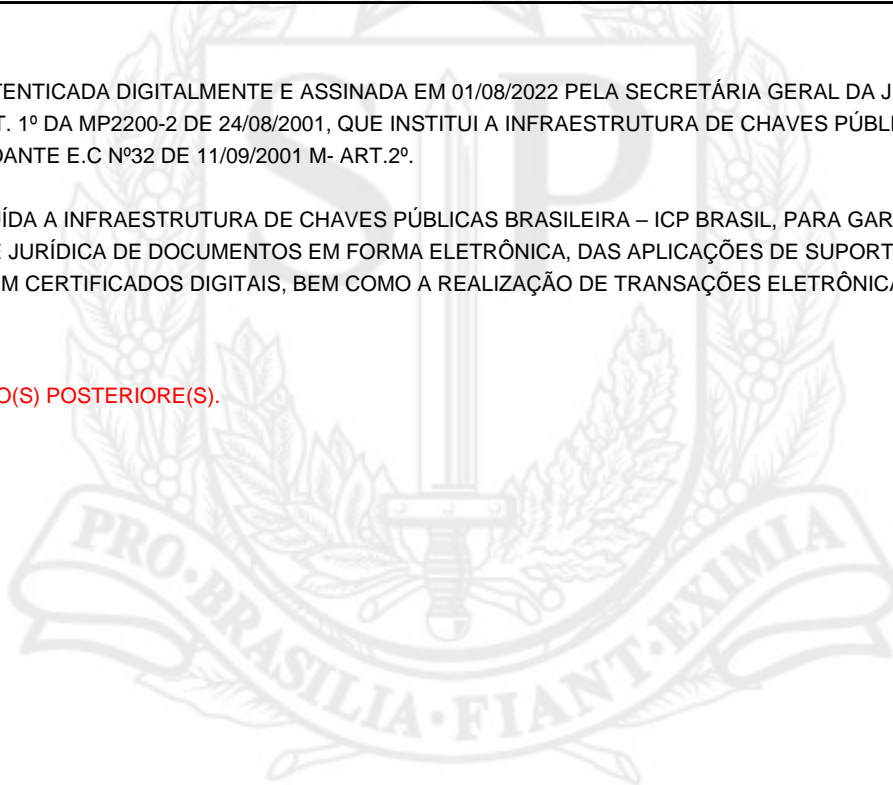 TENTICADA DIGITALMENTE E ASSINADA EM 01/08/2022 PELA SECRETÁRIA GERAL DA J
T. 1º DA MP2200-2 DE 24/08/2001, QUE INSTITUI A INFRAESTRUTURA DE CHAVES PÚBL
DANTE E.C Nº32 DE 11/09/2001 M- ART.2º.
ÍDA A INFRAESTRUTURA DE CHAVES PÚBLICAS BRASILEIRA – ICP BRASIL, PARA GAR
E JURÍDICA DE DOCUMENTOS EM FORMA ELETRÔNICA, DAS APLICAÇÕES DE SUPORT
M CERTIFICADOS DIGITAIS, BEM COMO A REALIZAÇÃO DE TRANSAÇÕES ELETRÔNICA
O(S) POSTERIORE(S).
SP
PRO·BRASILIA·FIANT·EXIMIA